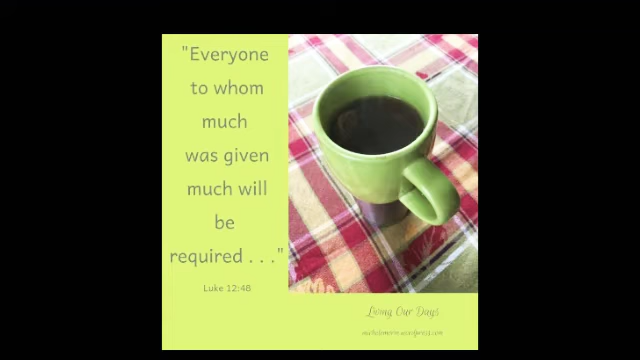 "Everyone
to whom
much
was given
much will
be
required . . ."
Luke 12:48
Living Our Days